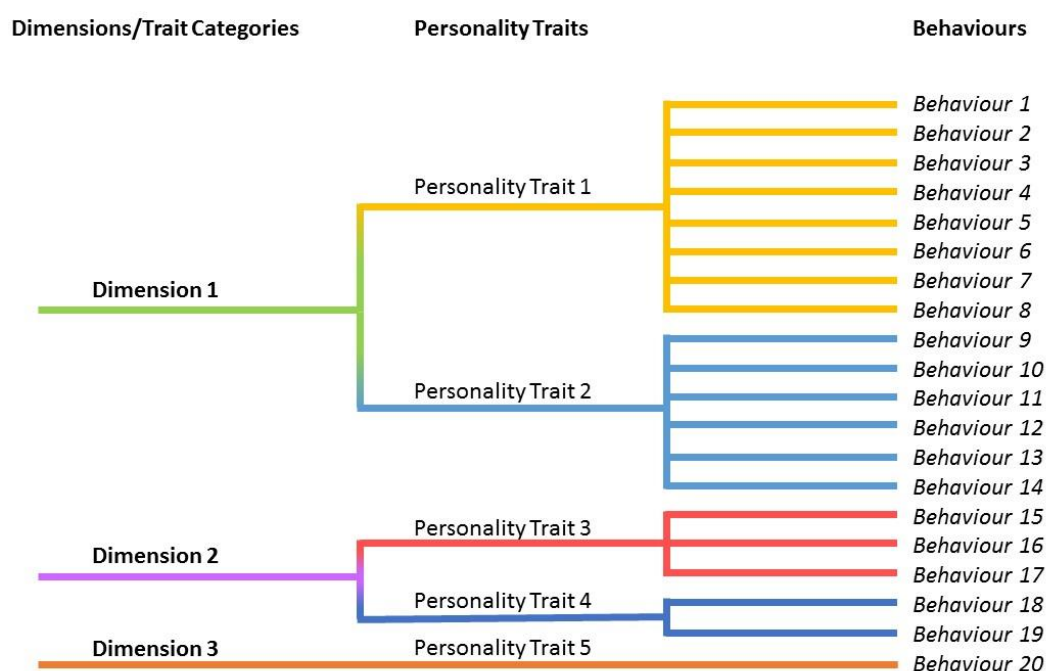 Dimensions/Trait Categories
Personality Traits
Behaviours
Behaviour 1
Behaviour 2
Behaviour 3
Personality Trait 1
Behaviour 4
Behaviour 5
Behaviour 6
Behaviour 7
Dimension 1
Behaviour 8
Behaviour 9
Behaviour 10
Personality Trait 2
Behaviour 11
Behaviour 12
Behaviour 13
Behaviour 14
Behaviour 15
Personality Trait 3
Behaviour 16
Dimension 2
Behaviour 17
Personality Trait 4
Behaviour 18
Behaviour 19
Dimension 3
Personality Trait 5
Behaviour 20